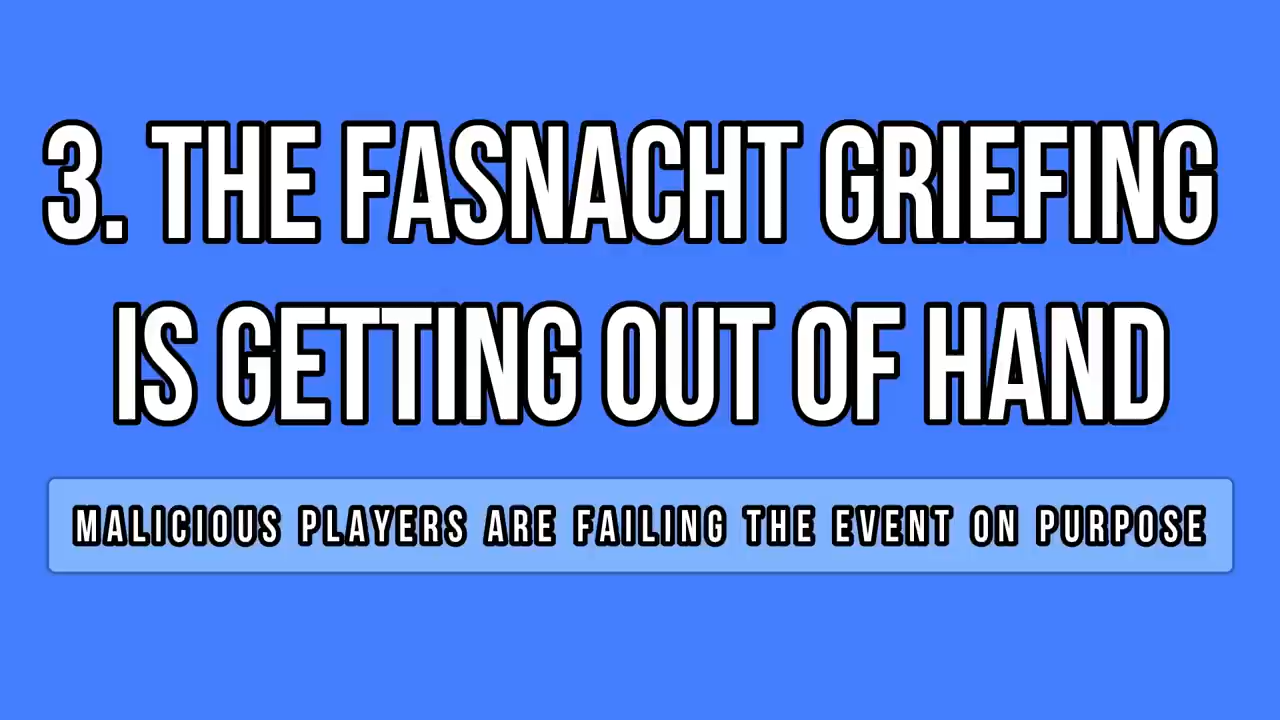 3. THE FASNACHT GRIEFING
IS GETTING OUT OF HAND
MALICIOUS PLAYERS ARE FAILING THE EVENT ON PURPOSE